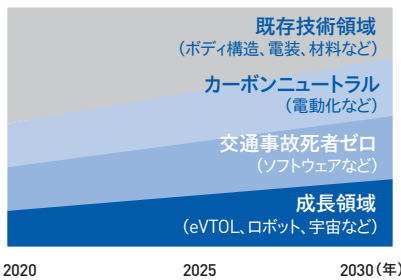 既存技術領域
(ボディ構造、電装、材料など)
カーボンニュートラル
(電動化など)
交通事故死者ゼロ
(ソフトウェアなど)
成長領域
(eVTOL、ロボット、宇宙など)
2020 2025 2030(年)